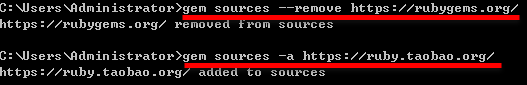 C:\Users\Administrator>gem sources --remove https://rubygems.org/
https://rubygems.org/ removed from sources
C:\Users\Administrator>gem sources -a https://ruby.taobao.org/
https://ruby.taobao.org/ added to sources